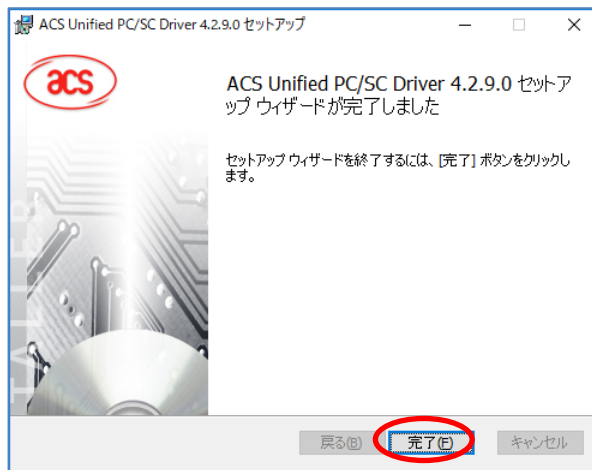 ACS Unified PC/SC Driver 4.2.9.0 セットアップ
acs
ACS Unified PC/SC Driver 4.2.9.0 セットア
ップ ウィザードが完了しました
セットアップ ウィザードを終了するには、[完了] ボタンをクリックし
ます。
TALLER
戻る(B)
完了(F)
キャンセル